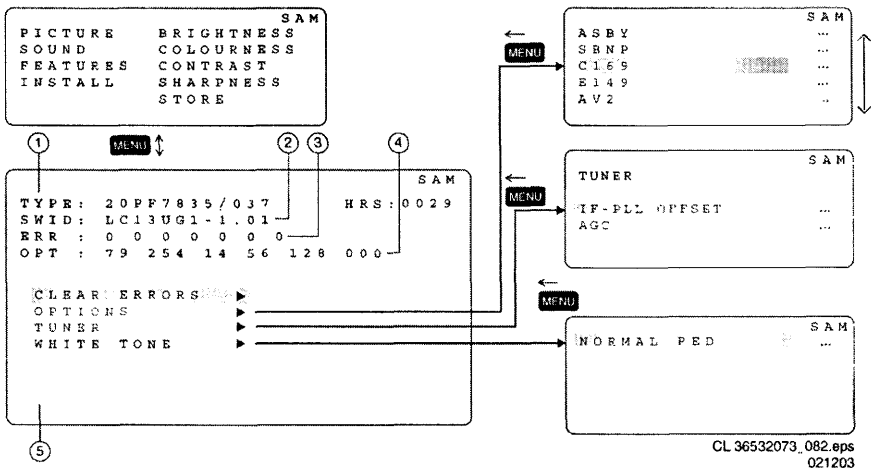 SAM
PICTURE BRIGHTNESS
SOUND COLOURNESS
FEATURES CONTRAST
INSTALL SHARPNESS
STORE
MENU
1 2 3 4
SAM
TYPE: 20PF7835/037 HRS:0029
SWID: LC13UG1-1.01
ERR : 0 0 0 0 0 0 0
OPT : 79 254 14 56 128 000
CLEAR ERRORS
OPTIONS
TUNER
WHITE TONE
5
MENU
SAM
ASBY ...
SBNP ...
C169 ...
E149 ...
AV2 ..
MENU
SAM
TUNER
IF-PLL OFFSET ...
AGC ...
MENU
SAM
NORMAL PED ...
CL 36532073_082.eps
021203